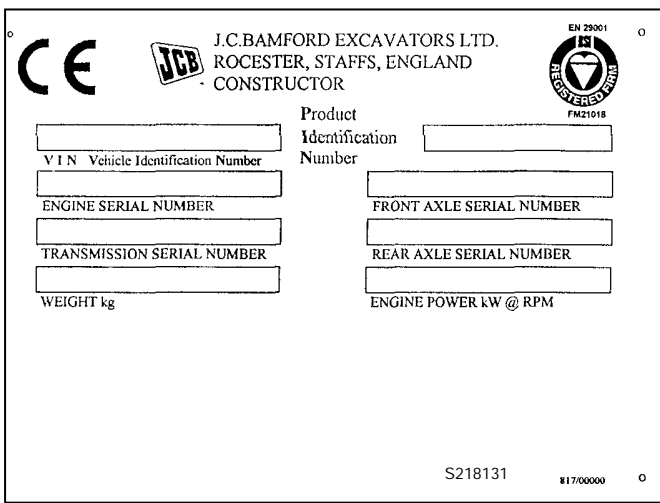 CE
JCB
J.C.BAMFORD EXCAVATORS LTD.
ROCESTER, STAFFS, ENGLAND
CONSTRUCTOR
EN 29001
REGISTERED FIRM
FM21018
Product
Identification
Number
V I N Vehicle Identification Number
ENGINE SERIAL NUMBER
FRONT AXLE SERIAL NUMBER
TRANSMISSION SERIAL NUMBER
REAR AXLE SERIAL NUMBER
WEIGHT kg
ENGINE POWER kW @ RPM
S218131
817/00000